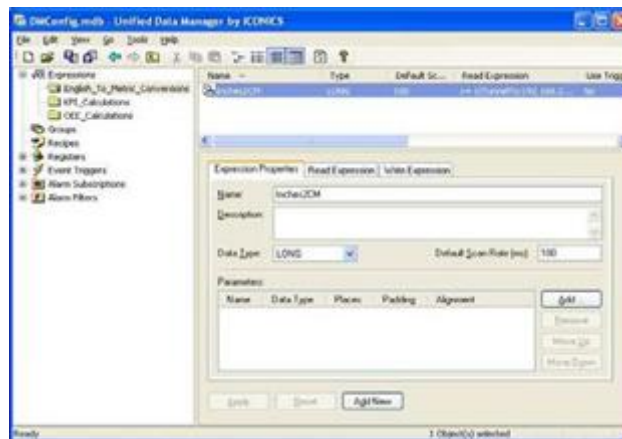 DMConfig.mdb - Unified Data Manager by ICONICS
File Edit View Go Tools Help
Expressions
English_To_Metric_Conversions
KPI_Calculations
OEE_Calculations
Groups
Recipes
Registers
Event Triggers
Alarm Subscriptions
Alarm Filters
Name Type Default Sc... Read Expression Use Trig
Inches2CM LONG 100 No
Expression Properties Read Expression Write Expression
Name: Inches2CM
Description:
Data Type: LONG Default Scan Rate (ms): 100
Parameters:
Name Data Type Places Padding Alignment
Add
Remove
Move Up
Move Down
Apply Reset Add New
Ready 1 Object(s) selected